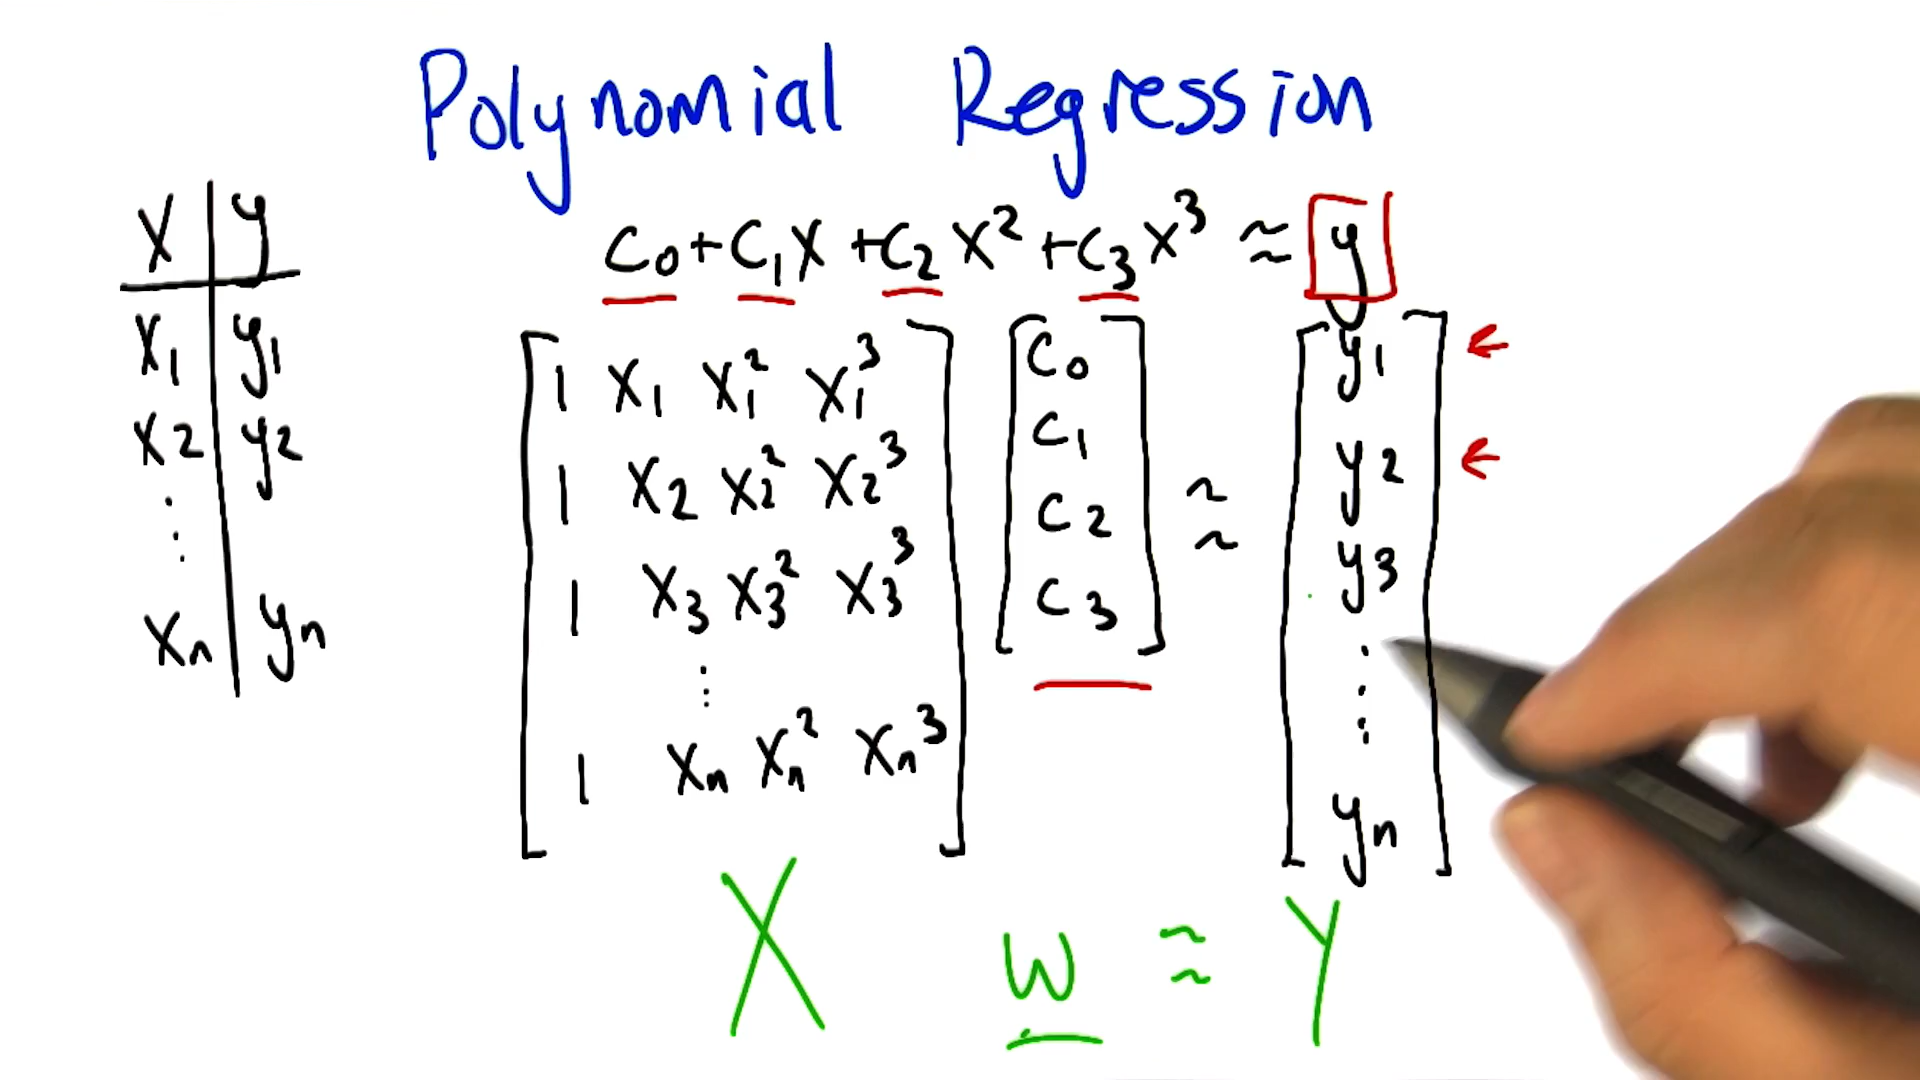 Polynomial Regression
x y
x₁ y₁
x₂ y₂
⋮
xₙ yₙ
c₀+c₁x+c₂x²+c₃x³ ≈ y
[1 x₁ x₁² x₁³
1 x₂ x₂² x₂³
1 x₃ x₃² x₃³
⋮
1 xₙ xₙ² xₙ³]
[c₀
c₁
c₂
c₃]
≈
[y₁ ←
y₂ ←
y₃
⋮
yₙ]
X w ≈ Y